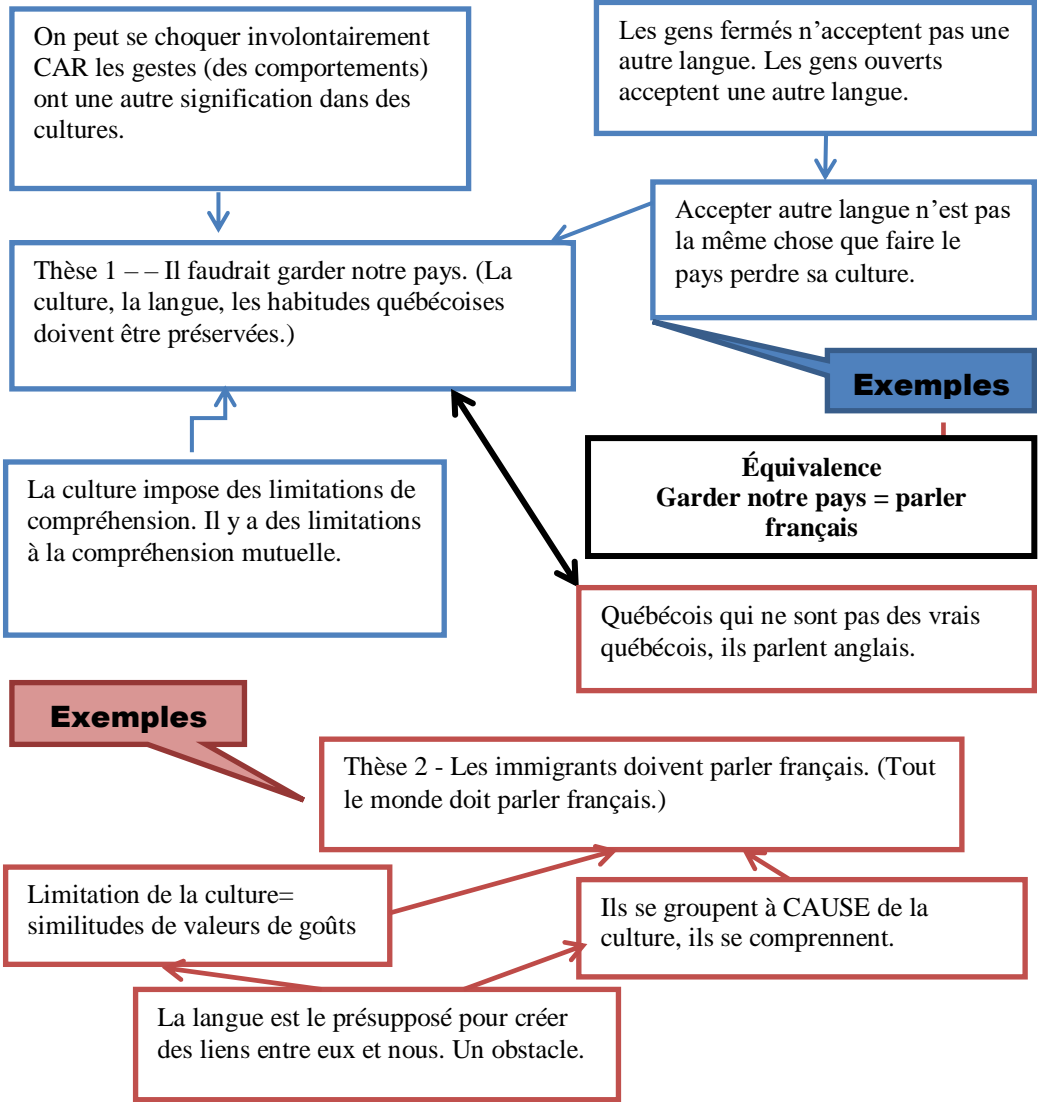 On peut se choquer involontairement
CAR les gestes (des comportements)
ont une autre signification dans des
cultures.
Les gens fermés n’acceptent pas une
autre langue. Les gens ouverts
acceptent une autre langue.
Accepter autre langue n’est pas
la même chose que faire le
pays perdre sa culture.
Thèse 1 – – Il faudrait garder notre pays. (La
culture, la langue, les habitudes québécoises
doivent être préservées.)
Exemples
Équivalence
Garder notre pays = parler
français
La culture impose des limitations de
compréhension. Il y a des limitations
à la compréhension mutuelle.
Québécois qui ne sont pas des vrais
québécois, ils parlent anglais.
Exemples
Thèse 2 - Les immigrants doivent parler français. (Tout
le monde doit parler français.)
Limitation de la culture=
similitudes de valeurs de goûts
Ils se groupent à CAUSE de la
culture, ils se comprennent.
La langue est le présupposé pour créer
des liens entre eux et nous. Un obstacle.